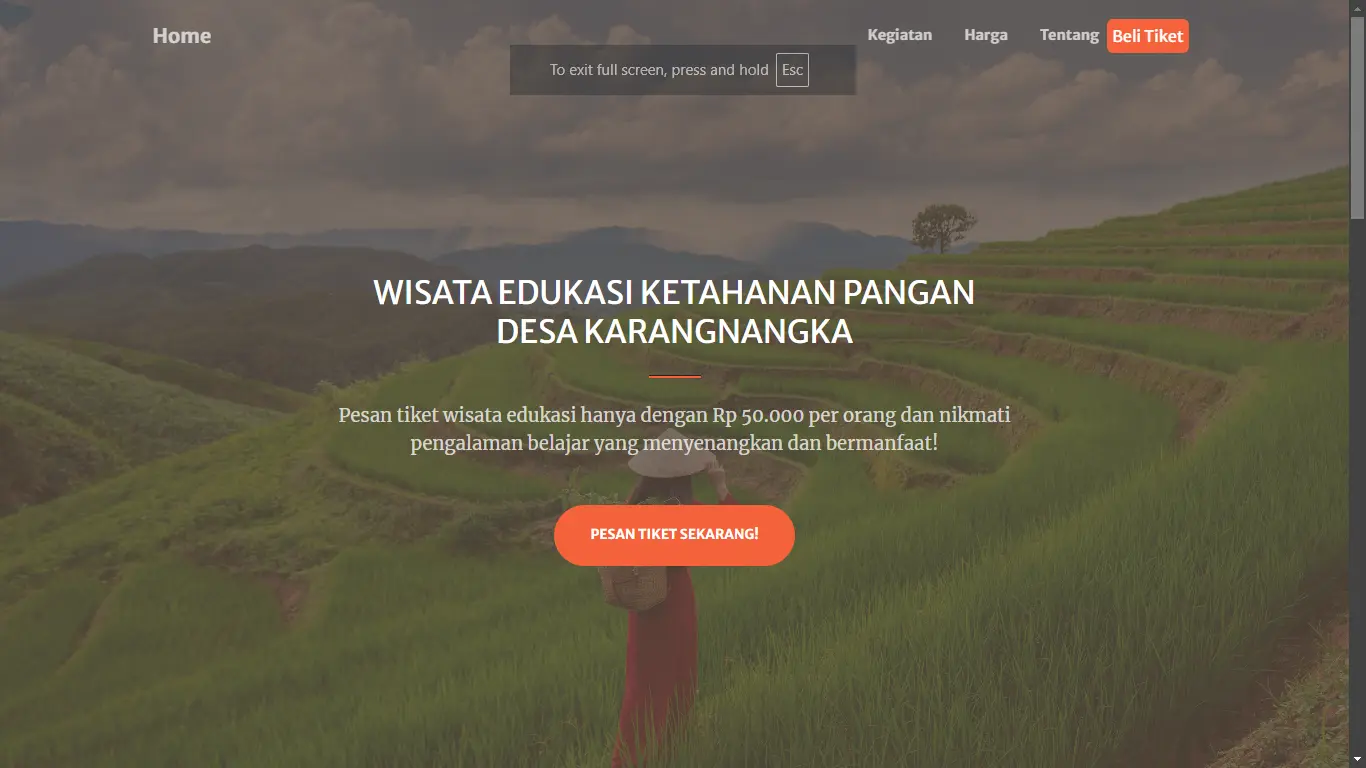 Home
Kegiatan
Harga
Tentang
Beli Tiket
To exit full screen, press and hold Esc
WISATA EDUKASI KETAHANAN PANGAN
DESA KARANGNANGKA
Pesan tiket wisata edukasi hanya dengan Rp 50.000 per orang dan nikmati
pengalaman belajar yang menyenangkan dan bermanfaat!
PESAN TIKET SEKARANG!